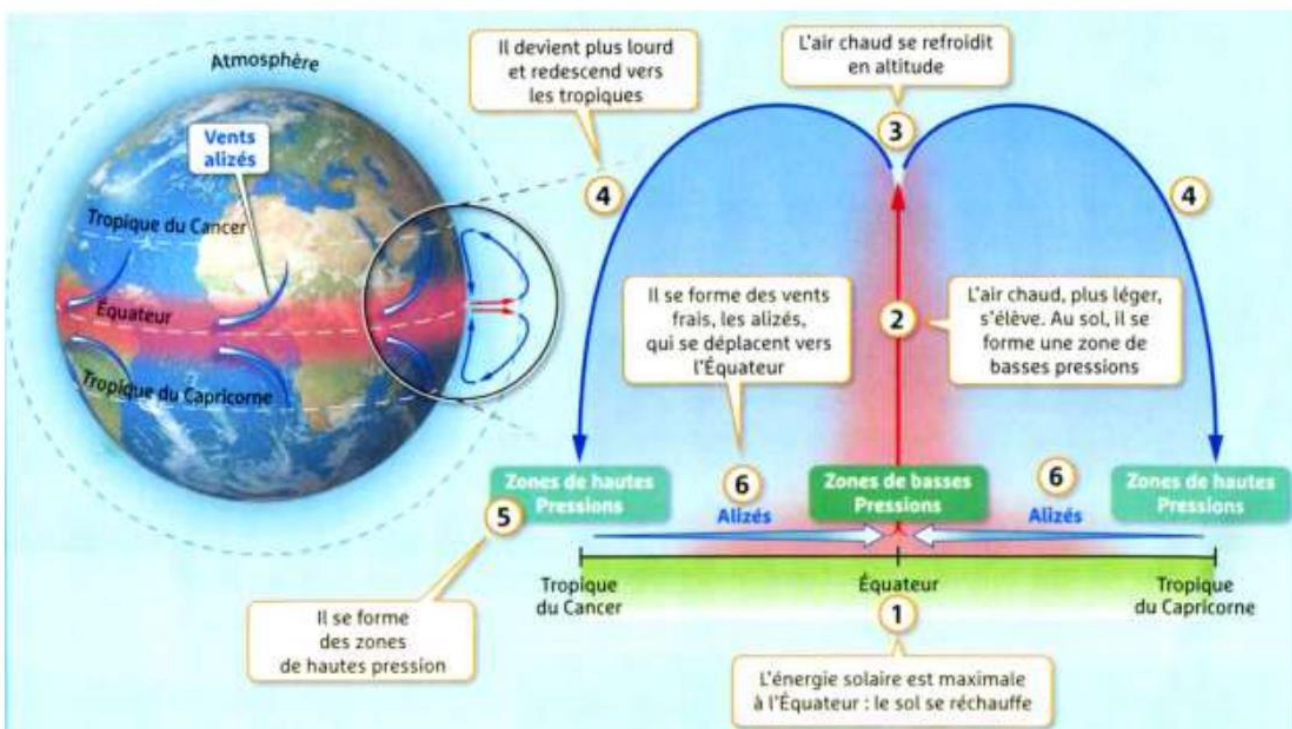 Atmosphère
Vents
alizés
Tropique du Cancer
Équateur
Tropique du Capricorne
Il devient plus lourd
et redescend vers
les tropiques
L'air chaud se refroidit
en altitude
3
4
4
Il se forme des vents
frais, les alizés,
qui se déplacent vers
l'Équateur
2
L'air chaud, plus léger,
s'élève. Au sol, il se
forme une zone de
basses pressions
Zones de hautes
Pressions
6
Alizés
Zones de basses
Pressions
6
Alizés
Zones de hautes
Pressions
5
Tropique
du Cancer
Équateur
Tropique
du Capricorne
1
Il se forme
des zones
de hautes pression
L'énergie solaire est maximale
à l'Équateur : le sol se réchauffe